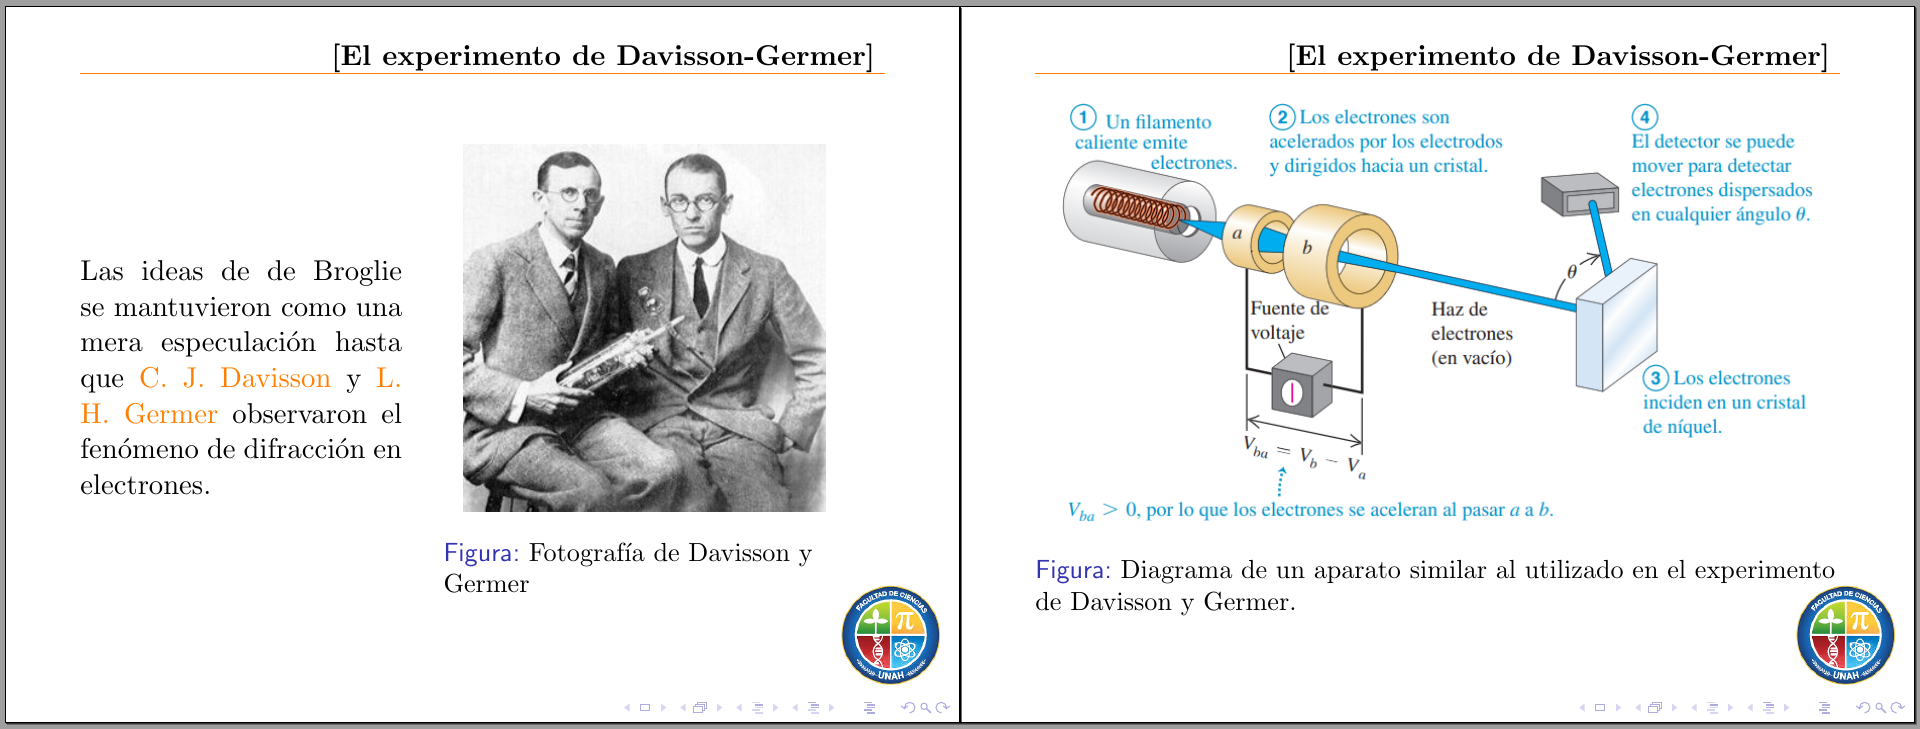 [El experimento de Davisson-Germer]
Las ideas de de Broglie
se mantuvieron como una
mera especulación hasta
que C. J. Davisson y L.
H. Germer observaron el
fenómeno de difracción en
electrones.
Figura: Fotografía de Davisson y
Germer
FACULTAD DE CIENCIAS
π
UNAH
[El experimento de Davisson-Germer]
1 Un filamento
caliente emite
electrones.
2 Los electrones son
acelerados por los electrodos
y dirigidos hacia un cristal.
4
El detector se puede
mover para detectar
electrones dispersados
en cualquier ángulo θ.
a
b
θ
Fuente de
voltaje
Haz de
electrones
(en vacío)
3 Los electrones
inciden en un cristal
de níquel.
V_ba = V_b − V_a
V_ba > 0, por lo que los electrones se aceleran al pasar a a b.
Figura: Diagrama de un aparato similar al utilizado en el experimento
de Davisson y Germer.
FACULTAD DE CIENCIAS
π
UNAH